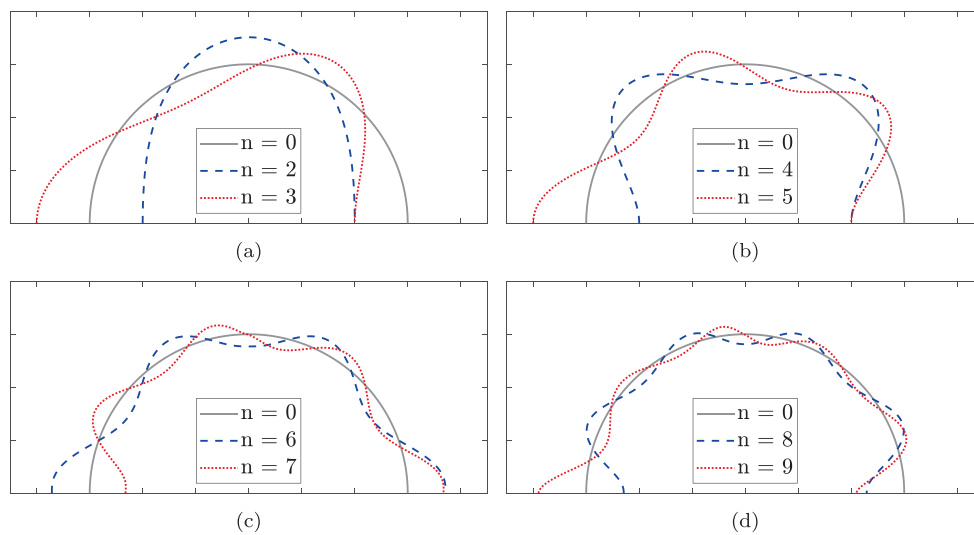 n = 0
n = 2
n = 3
(a)
n = 0
n = 4
n = 5
(b)
n = 0
n = 6
n = 7
(c)
n = 0
n = 8
n = 9
(d)